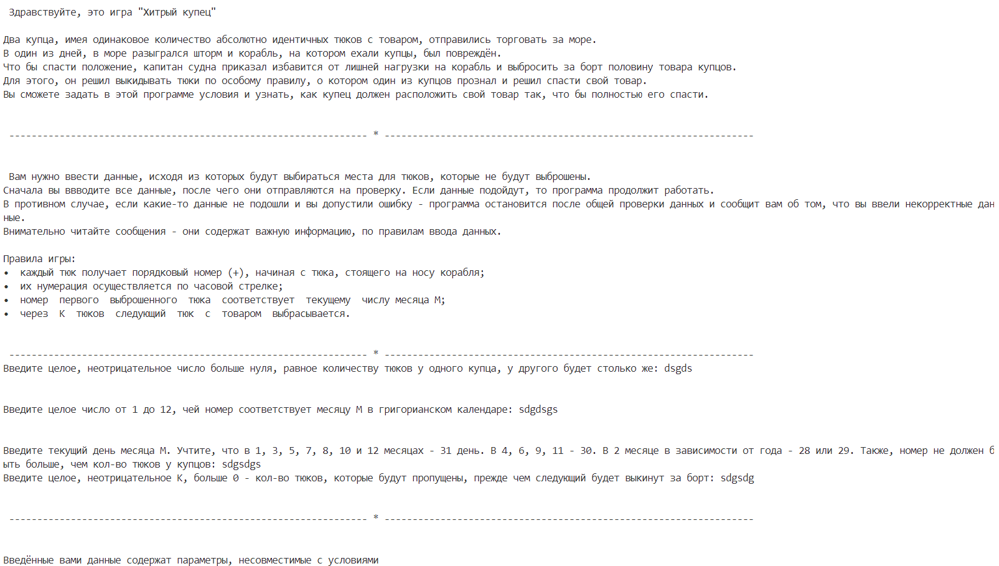 Здравствуйте, это игра "Хитрый купец"
Два купца, имея одинаковое количество абсолютно идентичных тюков с товаром, отправились торговать за море.
В один из дней, в море разыгрался шторм и корабль, на котором ехали купцы, был повреждён.
Что бы спасти положение, капитан судна приказал избавится от лишней нагрузки на корабль и выбросить за борт половину товара купцов.
Для этого, он решил выкидывать тюки по особому правилу, о котором один из купцов прознал и решил спасти свой товар.
Вы сможете задать в этой программе условия и узнать, как купец должен расположить свой товар так, что бы полностью его спасти.
---------------------------------------------------------------- * ------------------------------------------------------------------
Вам нужно ввести данные, исходя из которых будут выбираться места для тюков, которые не будут выброшены.
Сначала вы ввводите все данные, после чего они отправляются на проверку. Если данные подойдут, то программа продолжит работать.
В противном случае, если какие-то данные не подошли и вы допустили ошибку - программа остановится после общей проверки данных и сообщит вам об том, что вы ввели некорректные дан
ные.
Внимательно читайте сообщения - они содержат важную информацию, по правилам ввода данных.
Правила игры:
• каждый тюк получает порядковый номер (+), начиная с тюка, стоящего на носу корабля;
• их нумерация осуществляется по часовой стрелке;
• номер первого выброшенного тюка соответствует текущему числу месяца М;
• через К тюков следующий тюк с товаром выбрасывается.
---------------------------------------------------------------- * ------------------------------------------------------------------
Введите целое, неотрицательное число больше нуля, равное количеству тюков у одного купца, у другого будет столько же: dsgds
Введите целое число от 1 до 12, чей номер соответствует месяцу М в григорианском календаре: sdgdsgs
Введите текущий день месяца М. Учтите, что в 1, 3, 5, 7, 8, 10 и 12 месяцах - 31 день. В 4, 6, 9, 11 - 30. В 2 месяце в зависимости от года - 28 или 29. Также, номер не должен б
ыть больше, чем кол-во тюков у купцов: sdgsdgs
Введите целое, неотрицательное К, больше 0 - кол-во тюков, которые будут пропущены, прежде чем следующий будет выкинут за борт: sdgsdg
---------------------------------------------------------------- * ------------------------------------------------------------------
Введённые вами данные содержат параметры, несовместимые с условиями